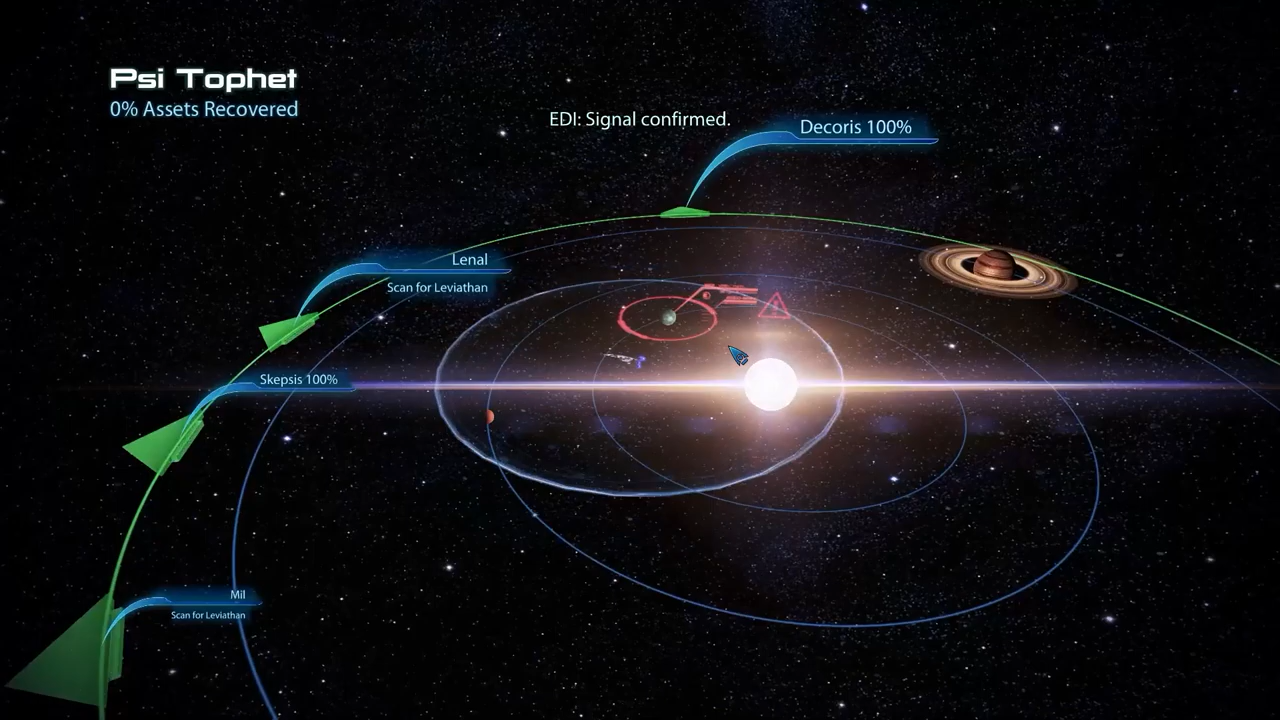 Psi Tophet
0% Assets Recovered
EDI: Signal confirmed.
Decoris 100%
Lenal
Scan for Leviathan
Skepsis 100%
Mil
Scan for Leviathan